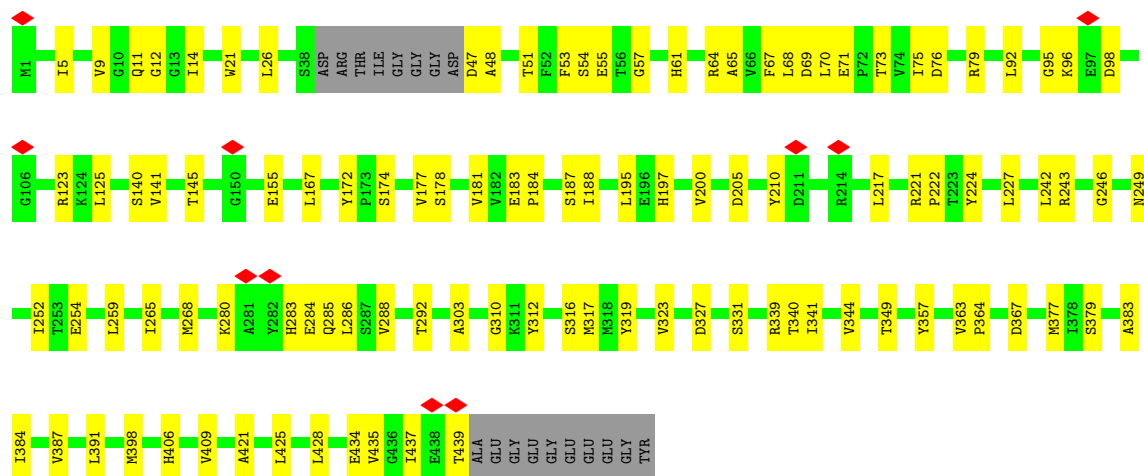 M1 I5 V9 G10 Q11 G12 G13 I14 W21 L26 S38 ASP ARG THR ILE GLY GLY GLY ASP D47 A48 T51 F52 F53 S54 E55 T56 G57 H61 R64 A65 V66 F67 L68 D69 L70 E71 P72 T73 V74 I75 D76 R79 L92 G95 K96 E97 D98
G106 R123 K124 L125 S140 V141 T145 G150 E155 L167 Y172 P173 S174 V177 S178 V181 V182 E183 P184 S187 I188 L195 E196 H197 V200 D205 Y210 D211 R214 L217 R221 P222 T223 Y224 L227 L242 R243 G246 N249
I252 T253 E254 L259 I265 M268 K280 A281 Y282 H283 E284 Q285 L286 S287 V288 T292 A303 G310 K311 Y312 S316 M317 M318 Y319 V323 D327 S331 R339 T340 I341 V344 T349 Y357 V363 P364 D367 M377 I378 S379 A383
I384 V387 L391 M398 H406 V409 A421 L425 L428 E434 V435 G436 I437 E438 T439 ALA GLU GLY GLU GLY GLU GLU GLU GLY TYR